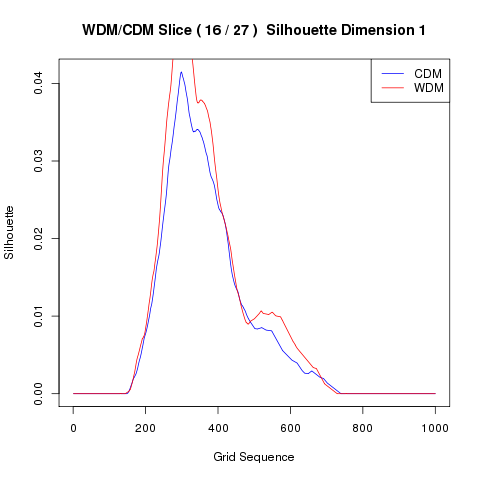 WDM/CDM Slice ( 16 / 27 )  Silhouette Dimension 1
CDM
WDM
Silhouette
0.04
0.03
0.02
0.01
0.00
0 200 400 600 800 1000
Grid Sequence